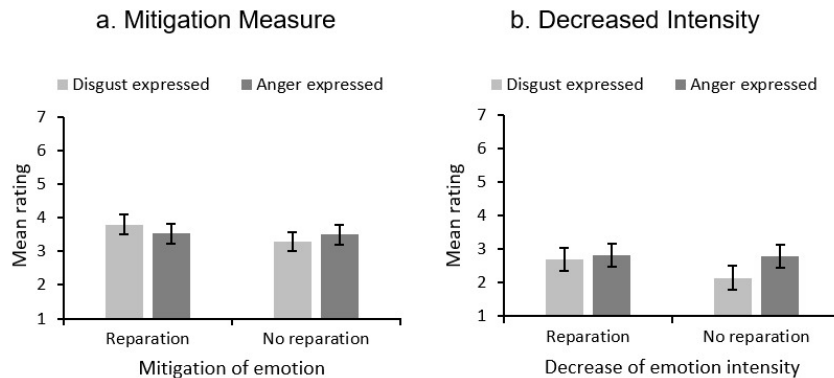 a. Mitigation Measure
Disgust expressed Anger expressed
Mean rating
7
6
5
4
3
2
1
Reparation No reparation
Mitigation of emotion
b. Decreased Intensity
Disgust expressed Anger expressed
Mean rating
7
6
5
4
3
2
1
Reparation No reparation
Decrease of emotion intensity